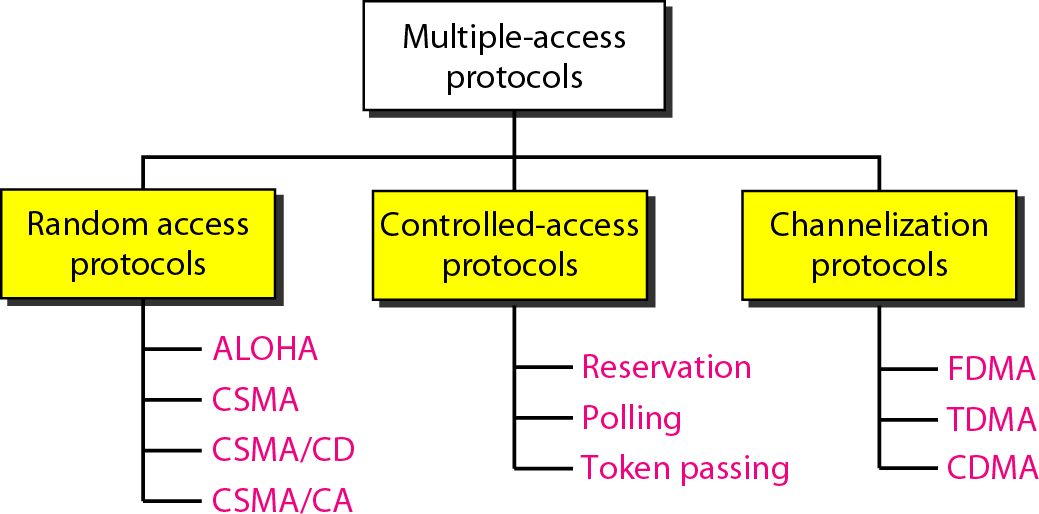 Multiple-access
protocols
Random access
protocols
Controlled-access
protocols
Channelization
protocols
ALOHA
CSMA
CSMA/CD
CSMA/CA
Reservation
Polling
Token passing
FDMA
TDMA
CDMA